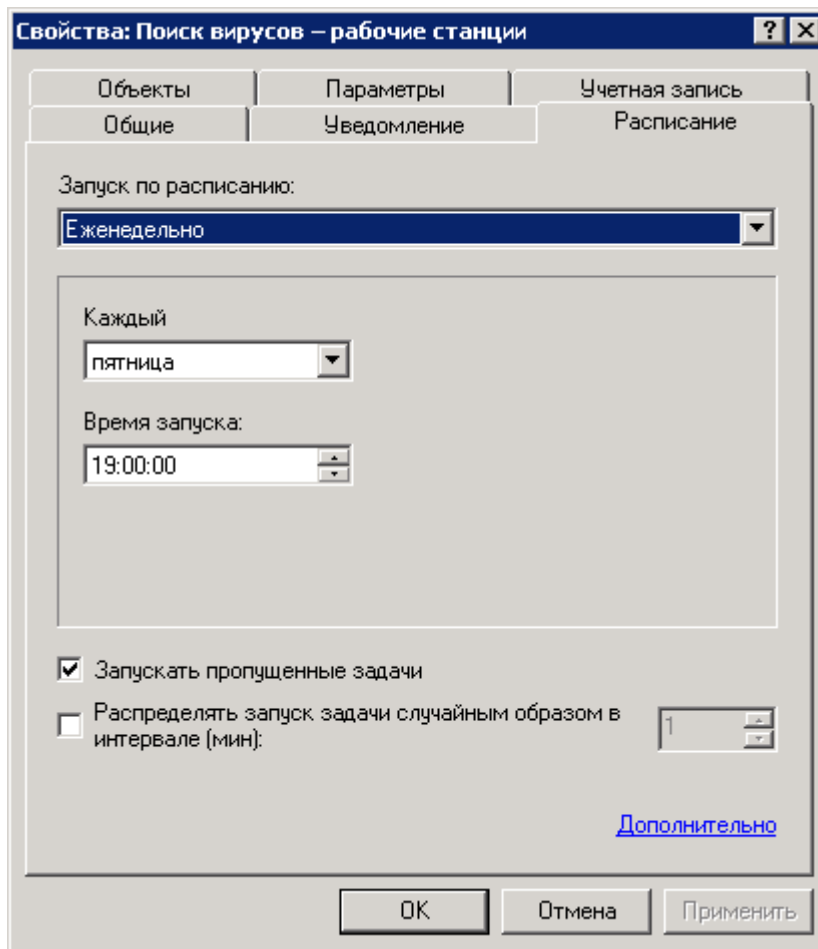 Свойства: Поиск вирусов – рабочие станции
Объекты
Параметры
Учетная запись
Общие
Уведомление
Расписание
Запуск по расписанию:
Еженедельно
Каждый
пятница
Время запуска:
19:00:00
Запускать пропущенные задачи
Распределять запуск задачи случайным образом в
интервале (мин):
1
Дополнительно
OK
Отмена
Применить